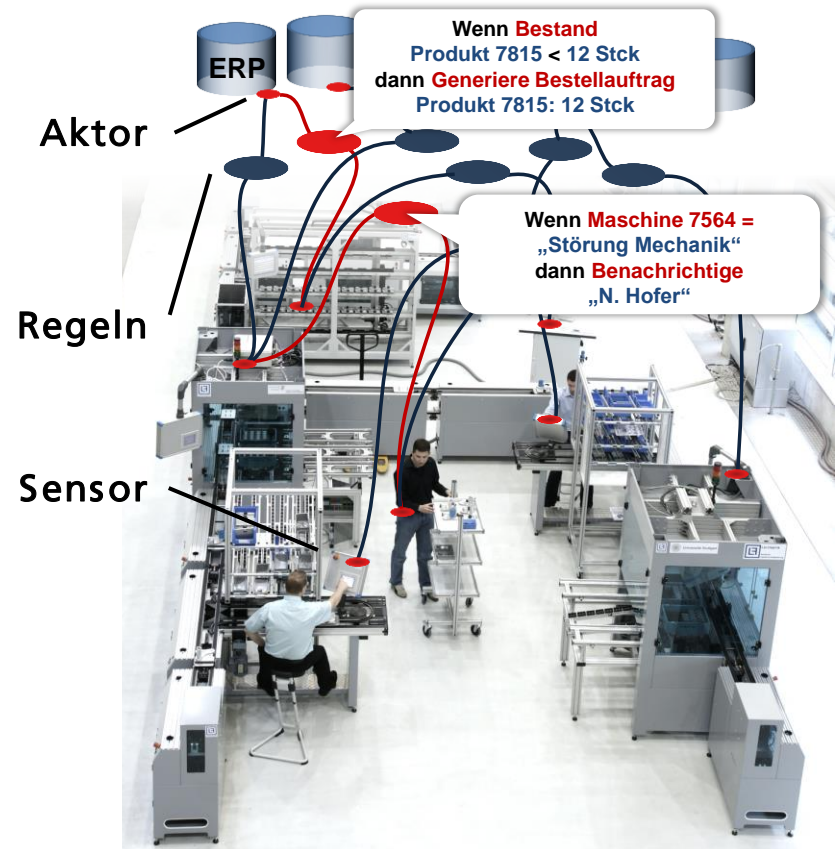 Wenn Bestand
Produkt 7815 < 12 Stck
dann Generiere Bestellauftrag
Produkt 7815: 12 Stck
ERP
Aktor
Wenn Maschine 7564 =
„Störung Mechanik“
dann Benachrichtige
„N. Hofer“
Regeln
Sensor